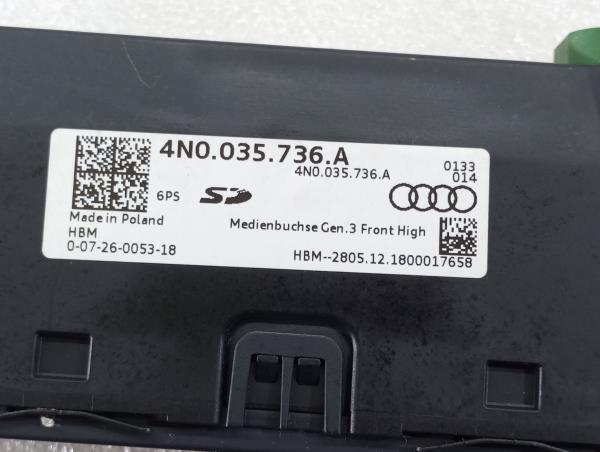 4N0.035.736.A
4N0.035.736.A
0133
014
6PS
SD
Made in Poland
Medienbuchse Gen.3 Front High
HBM
0-07-26-0053-18
HBM--2805.12.1800017658